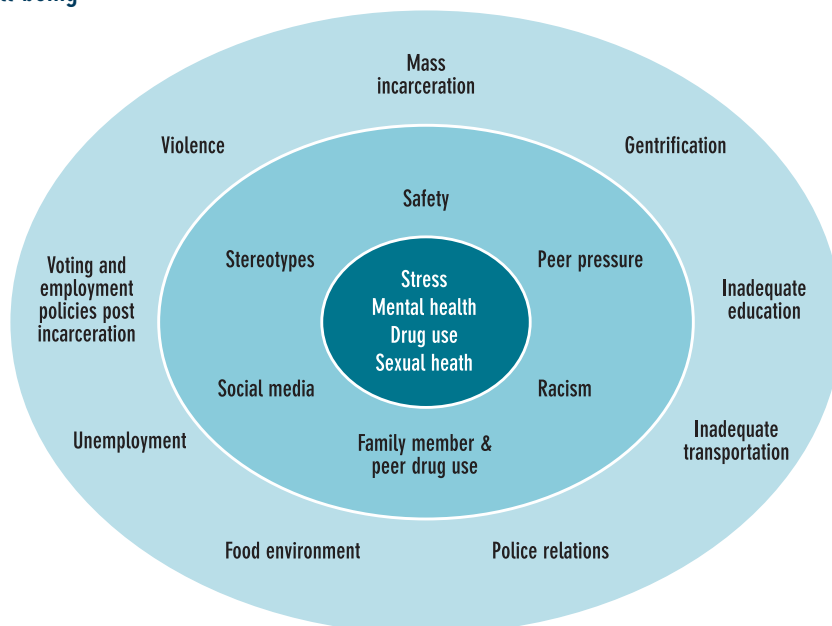 being
Mass
incarceration
Violence
Gentrification
Safety
Stereotypes
Peer pressure
Voting and
employment
policies post
incarceration
Stress
Mental health
Drug use
Sexual heath
Inadequate
education
Social media
Racism
Unemployment
Family member &
peer drug use
Inadequate
transportation
Food environment
Police relations